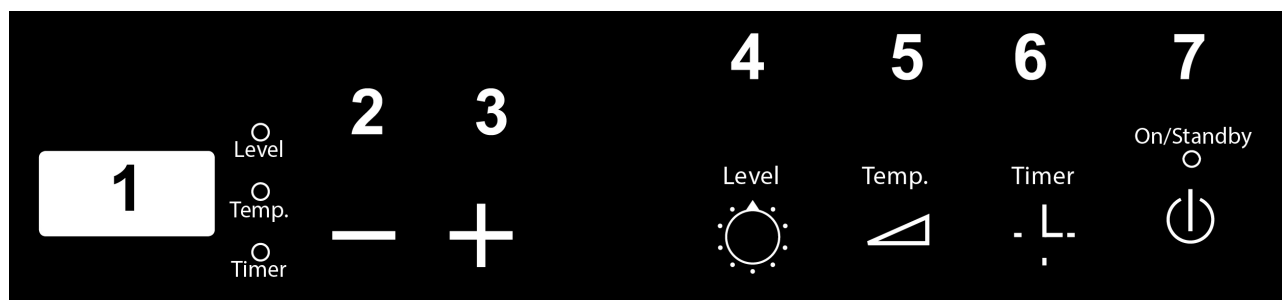 4 5 6 7
2 3
On/Standby
Level
1
Temp.
Timer
Level Temp. Timer